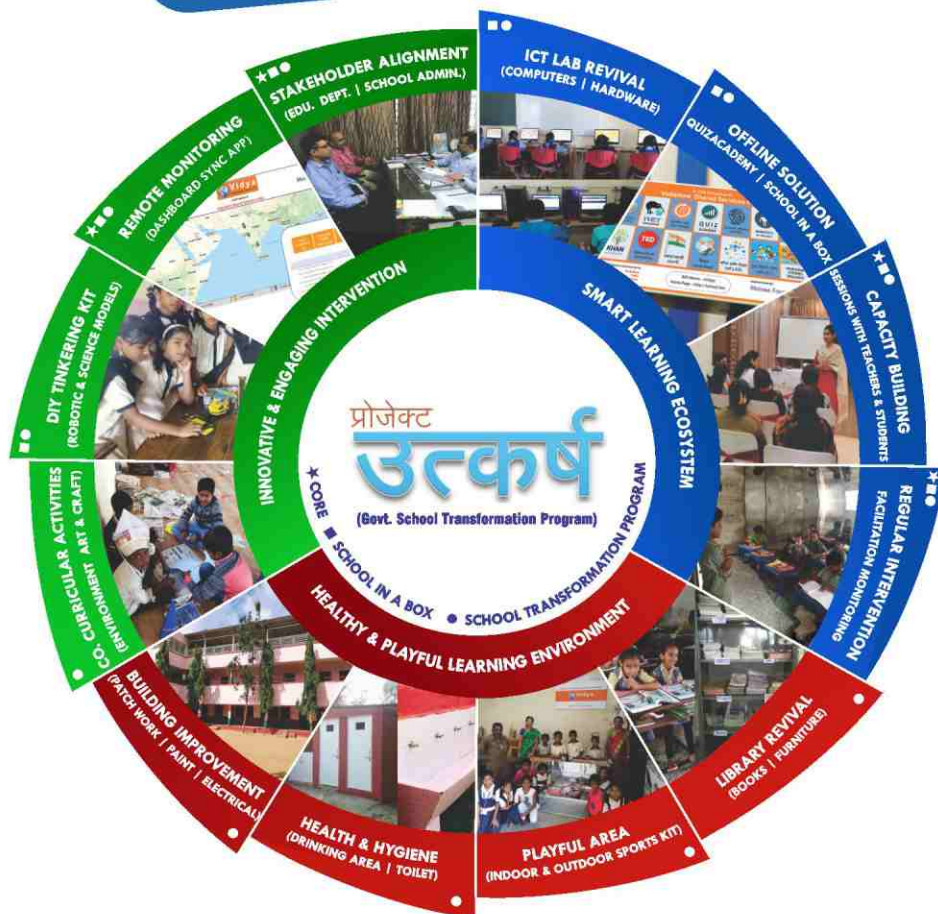 STAKEHOLDER ALIGNMENT
(EDU. DEPT. | SCHOOL ADMIN.)
ICT LAB REVIVAL
(COMPUTERS | HARDWARE)
OFFLINE SOLUTION
QUIZACADEMY | SCHOOL IN A BOX)
CAPACITY BUILDING
SESSIONS WITH TEACHERS & STUDENTS
REGULAR INTERVENTION
FACILITATION MONITORING
LIBRARY REVIVAL
(BOOKS | FURNITURE)
PLAYFUL AREA
(INDOOR & OUTDOOR SPORTS KIT)
HEALTH & HYGIENE
(DRINKING AREA | TOILET)
BUILDING IMPROVEMENT
(PATCH WORK | PAINT | ELECTRICAL)
CO. CURRICULAR ACTIVITIES
(ENVIRONMENT ART & CRAFT)
DIY TINKERING KIT
(ROBOTIC & SCIENCE MODELS)
REMOTE MONITORING
(DASHBOARD SYNC APP)
Vidya
KHAN
TED
QUIZ
INNOVATIVE & ENGAGING INTERVENTION
SMART LEARNING ECOSYSTEM
HEALTHY & PLAYFUL LEARNING ENVIRONMENT
प्रोजेक्ट
उत्कर्ष
(Govt. School Transformation Program)
★ CORE ■ SCHOOL IN A BOX ● SCHOOL TRANSFORMATION PROGRAM